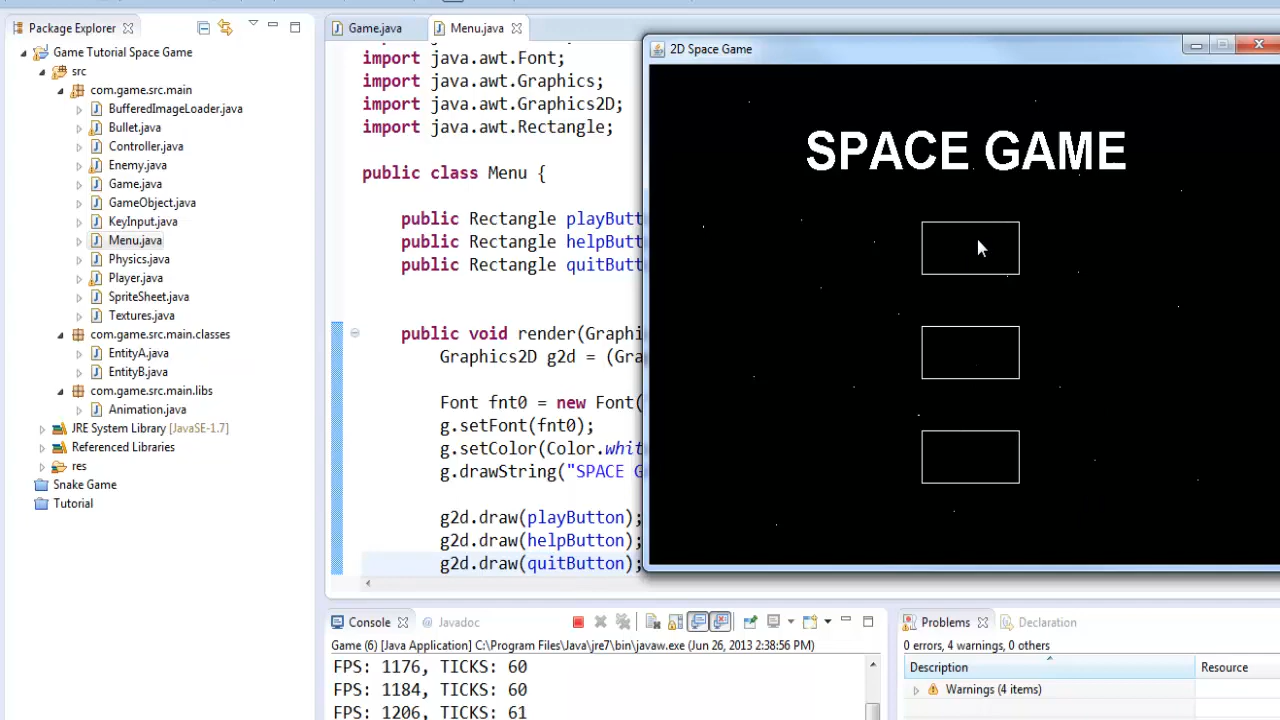 Package Explorer
Game Tutorial Space Game
src
com.game.src.main
BufferedImageLoader.java
Bullet.java
Controller.java
Enemy.java
Game.java
GameObject.java
KeyInput.java
Menu.java
Physics.java
Player.java
SpriteSheet.java
Textures.java
com.game.src.main.classes
EntityA.java
EntityB.java
com.game.src.main.libs
Animation.java
JRE System Library [JavaSE-1.7]
Referenced Libraries
res
Snake Game
Tutorial
Game.java
Menu.java
import java.awt.Font;
import java.awt.Graphics;
import java.awt.Graphics2D;
import java.awt.Rectangle;
public class Menu {
public Rectangle playButt
public Rectangle helpButt
public Rectangle quitButt
public void render(Graphi
Graphics2D g2d = (Gra
Font fnt0 = new Font(
g.setFont(fnt0);
g.setColor(Color.whit
g.drawString("SPACE G
g2d.draw(playButton);
g2d.draw(helpButton);
g2d.draw(quitButton);
2D Space Game
SPACE GAME
Console
Javadoc
Game (6) [Java Application] C:\Program Files\Java\jre7\bin\javaw.exe (Jun 26, 2013 2:38:56 PM)
FPS: 1176, TICKS: 60
FPS: 1184, TICKS: 60
FPS: 1206, TICKS: 61
Problems
Declaration
0 errors, 4 warnings, 0 others
Description
Resource
Warnings (4 items)